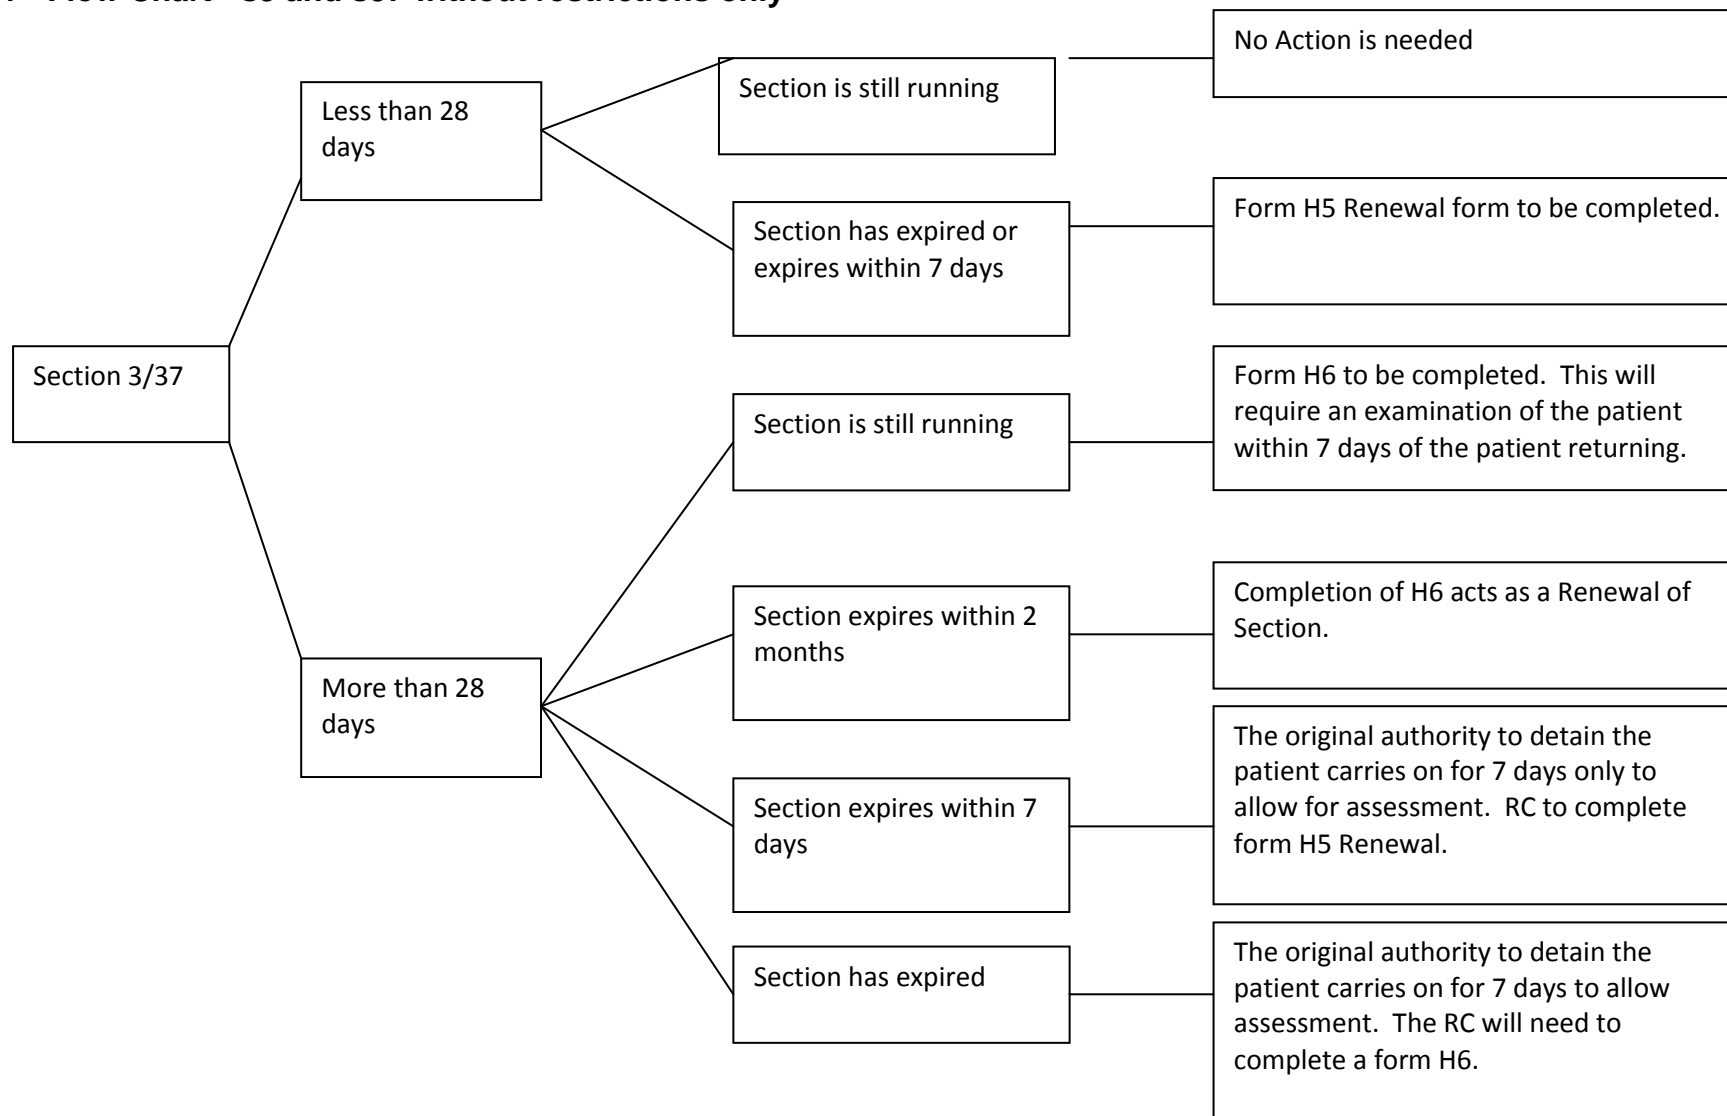 No Action is needed
Less than 28
days
Section is still running
Form H5 Renewal form to be completed.
Section has expired or
expires within 7 days
Section 3/37
Form H6 to be completed.  This will
require an examination of the patient
within 7 days of the patient returning.
Section is still running
Completion of H6 acts as a Renewal of
Section.
Section expires within 2
months
More than 28
days
The original authority to detain the
patient carries on for 7 days only to
allow for assessment.  RC to complete
form H5 Renewal.
Section expires within 7
days
Section has expired
The original authority to detain the
patient carries on for 7 days to allow
assessment.  The RC will need to
complete a form H6.